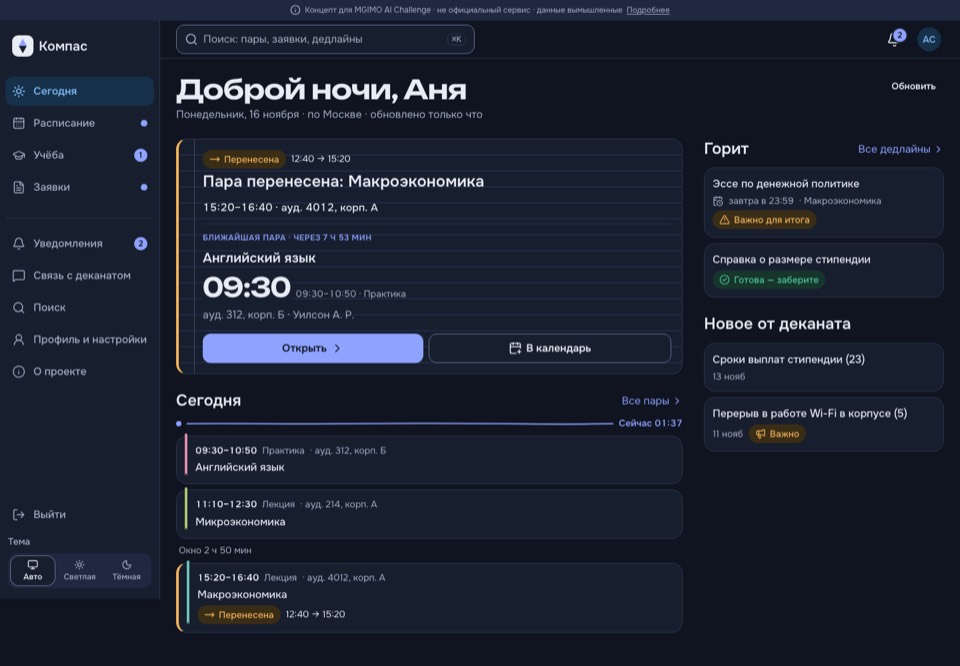 Концепт для MGIMO AI Challenge · не официальный сервис · данные вымышленные Подробнее
Компас
Поиск: пары, заявки, дедлайны
⌘K
2
АС
Сегодня
Расписание
Учёба
1
Заявки
Уведомления
2
Связь с деканатом
Поиск
Профиль и настройки
О проекте
Выйти
Тема
Авто
Светлая
Тёмная
Доброй ночи, Аня
Обновить
Понедельник, 16 ноября · по Москве · обновлено только что
→ Перенесена 12:40 → 15:20
Пара перенесена: Макроэкономика
15:20–16:40 · ауд. 4012, корп. А
БЛИЖАЙШАЯ ПАРА · ЧЕРЕЗ 7 Ч 53 МИН
Английский язык
09:30 09:30–10:50 · Практика
ауд. 312, корп. Б · Уилсон А. Р.
Открыть
В календарь
Сегодня
Все пары
Сейчас 01:37
09:30–10:50 Практика · ауд. 312, корп. Б
Английский язык
11:10–12:30 Лекция · ауд. 214, корп. А
Микроэкономика
Окно 2 ч 50 мин
15:20–16:40 Лекция · ауд. 4012, корп. А
Макроэкономика
→ Перенесена 12:40 → 15:20
Горит
Все дедлайны
Эссе по денежной политике
завтра в 23:59 · Макроэкономика
Важно для итога
Справка о размере стипендии
Готова — заберите
Новое от деканата
Сроки выплат стипендии (23)
13 нояб
Перерыв в работе Wi-Fi в корпусе (5)
11 нояб Важно